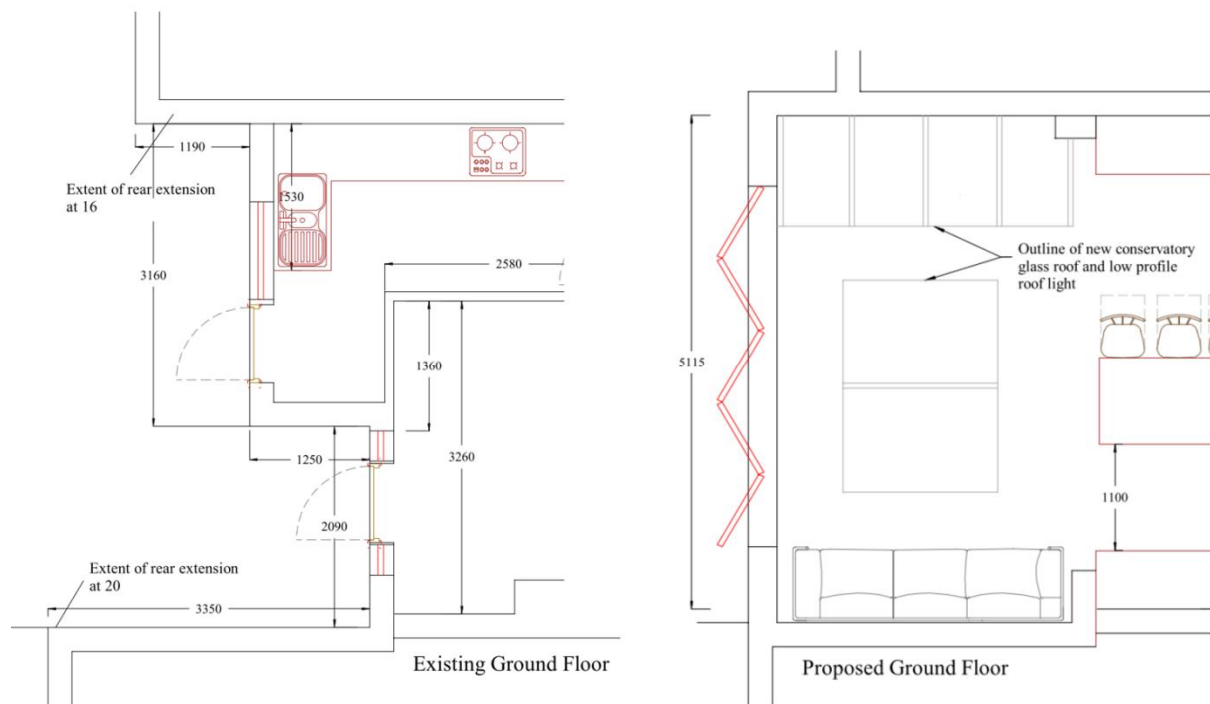 1190
Extent of rear extension
at 16
1530
3160
2580
1360
1250
3260
2090
Extent of rear extension
at 20
3350
Existing Ground Floor
Outline of new conservatory
glass roof and low profile
roof light
5115
1100
Proposed Ground Floor